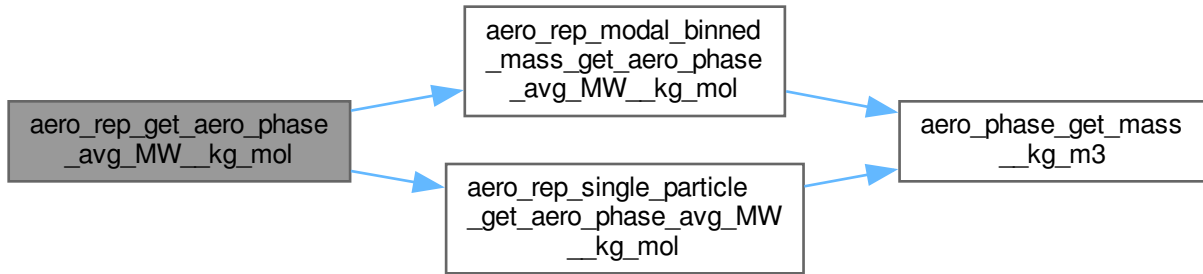 aero_rep_get_aero_phase
_avg_MW__kg_mol
aero_rep_modal_binned
_mass_get_aero_phase
_avg_MW__kg_mol
aero_rep_single_particle
_get_aero_phase_avg_MW
__kg_mol
aero_phase_get_mass
__kg_m3